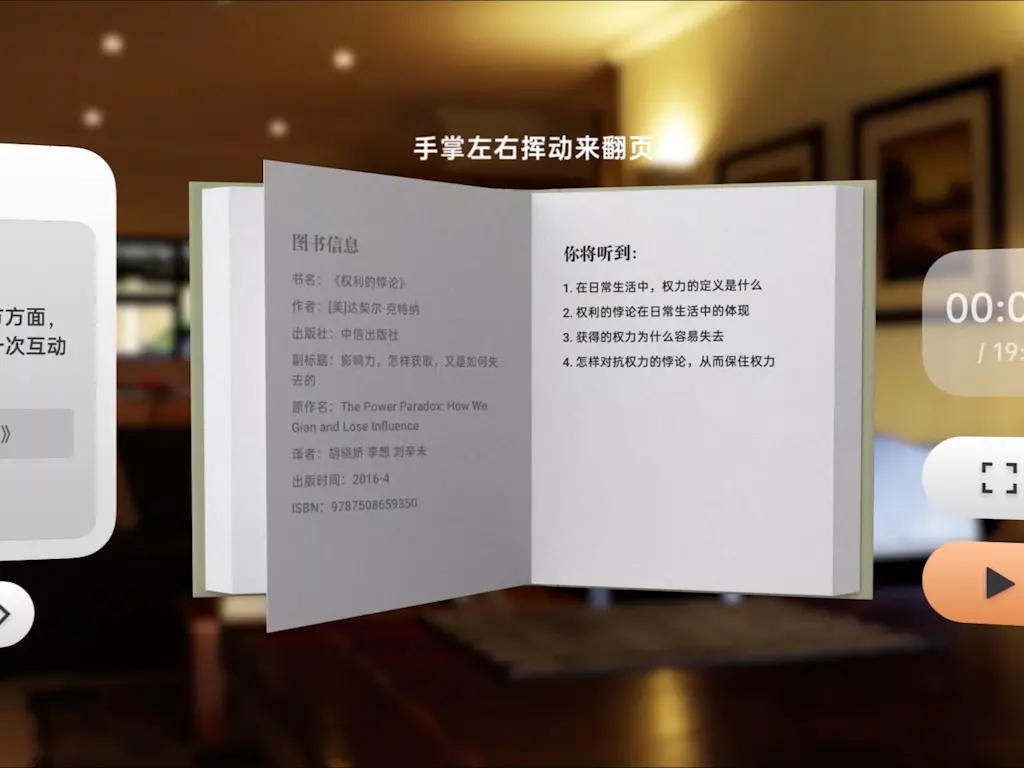 手掌左右挥动来翻页
方面，
一次互动
》
图书信息
书名：《权利的悖论》
作者：[美]达契尔·克特纳
出版社：中信出版社
副标题：影响力，怎样获取，又是如何失
去的
原作名：The Power Paradox: How We
Gian and Lose Influence
译者：胡晓娇 李想 刘辛未
出版时间：2016-4
ISBN：9787508659350
你将听到：
1. 在日常生活中，权力的定义是什么
2. 权利的悖论在日常生活中的体现
3. 获得的权力为什么容易失去
4. 怎样对抗权力的悖论，从而保住权力
00:0
/ 19: